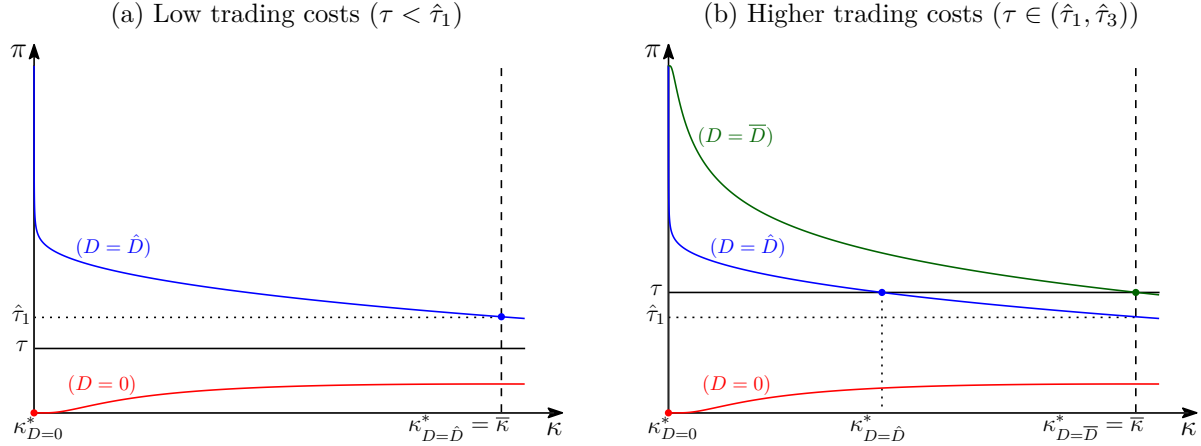 (a) Low trading costs (τ < τ̂₁)
π
(D = D̂)
τ̂₁
τ
(D = 0)
κ*_{D=0}
κ*_{D=D̂} = κ̅
κ
(b) Higher trading costs (τ ∈ (τ̂₁, τ̂₃))
π
(D = D̅)
(D = D̂)
τ
τ̂₁
(D = 0)
κ*_{D=0}
κ*_{D=D̂}
κ*_{D=D̅} = κ̅
κ